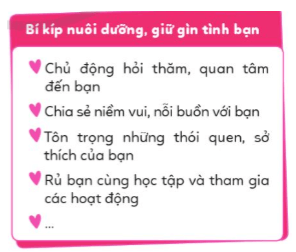 Bí kíp nuôi dưỡng, giữ gìn tình bạn
Chủ động hỏi thăm, quan tâm
đến bạn
Chia sẻ niềm vui, nỗi buồn với bạn
Tôn trọng những thói quen, sở
thích của bạn
Rủ bạn cùng học tập và tham gia
các hoạt động
...